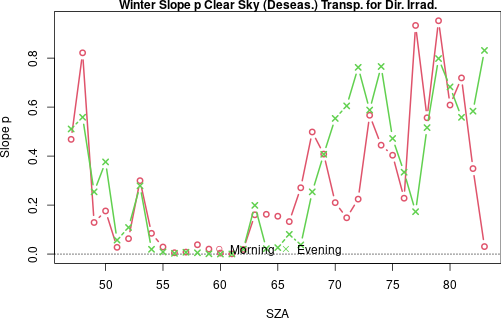 Winter Slope p Clear Sky (Deseas.) Transp. for Dir. Irrad.
Slope p
0.8
0.6
0.4
0.2
0.0
Morning Evening
50 55 60 65 70 75 80
SZA